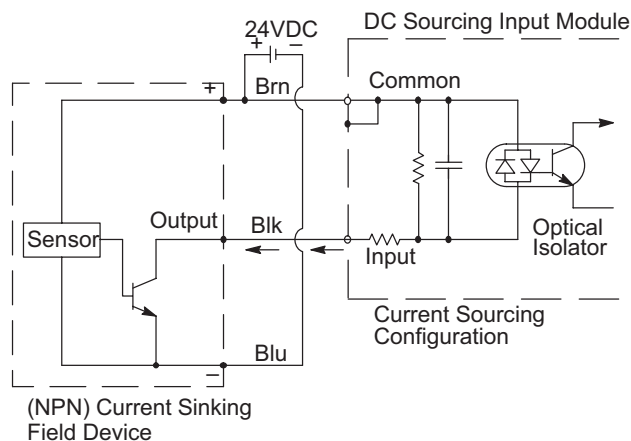 DC Sourcing Input Module
24VDC
+ −
Brn
Common
+
Output
Blk
Sensor
Input
Optical
Isolator
Current Sourcing
Configuration
Blu
−
(NPN) Current Sinking
Field Device